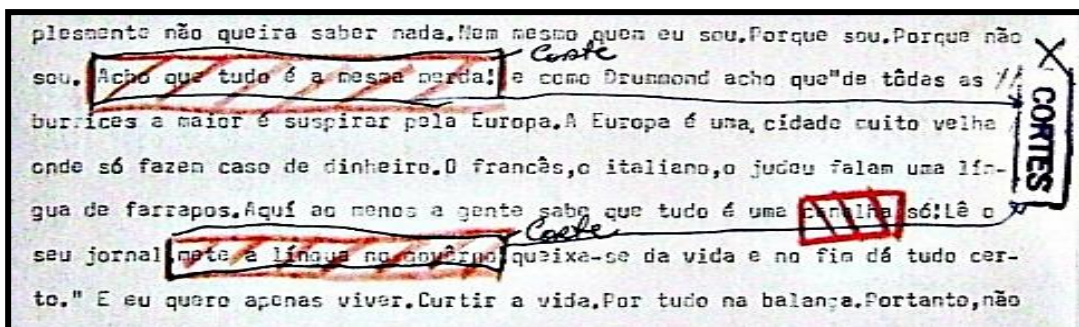 plesmente não queira saber nada.Nem mesmo quem eu sou.Porque sou.Porque não
Corte
sou. Acho que tudo é a mesma merda! e como Drummond acho que"de tôdas as //
burrices a maior é suspirar pela Europa.A Europa é uma cidade muito velha
onde só fazem caso de dinheiro.O francês,o italiano,o judeu falam uma lín-
gua de farrapos.Aquí ao menos a gente sabe que tudo é uma canalha só!Lê o
Corte
seu jornal mete a língua no govêrno queixa-se da vida e no fim dá tudo cer-
to." E eu quero apenas viver.Curtir a vida.Por tudo na balança.Portanto,não
CORTES